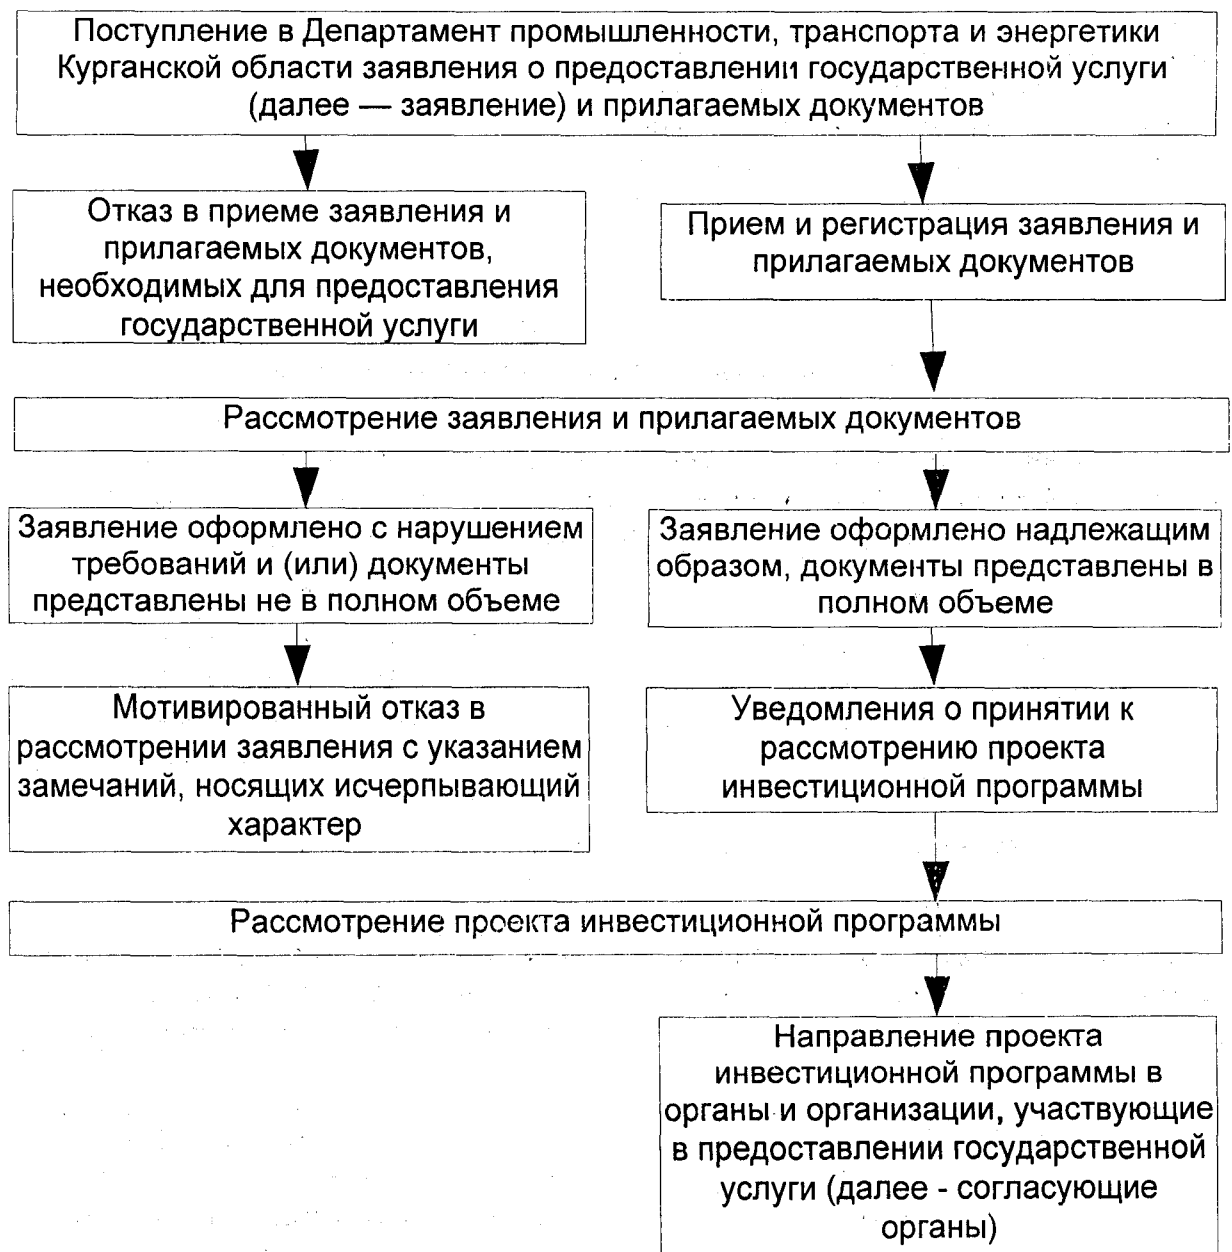 Поступление в Департамент промышленности, транспорта и энергетики
Курганской области заявления о предоставлении государственной услуги
(далее — заявление) и прилагаемых документов
Отказ в приеме заявления и
прилагаемых документов,
необходимых для предоставления
государственной услуги
Прием и регистрация заявления и
прилагаемых документов
Рассмотрение заявления и прилагаемых документов
Заявление оформлено с нарушением
требований и (или) документы
представлены не в полном объеме
Заявление оформлено надлежащим
образом, документы представлены в
полном объеме
Мотивированный отказ в
рассмотрении заявления с указанием
замечаний, носящих исчерпывающий
характер
Уведомления о принятии к
рассмотрению проекта
инвестиционной программы
Рассмотрение проекта инвестиционной программы
Направление проекта
инвестиционной программы в
органы и организации, участвующие
в предоставлении государственной
услуги (далее - согласующие
органы)